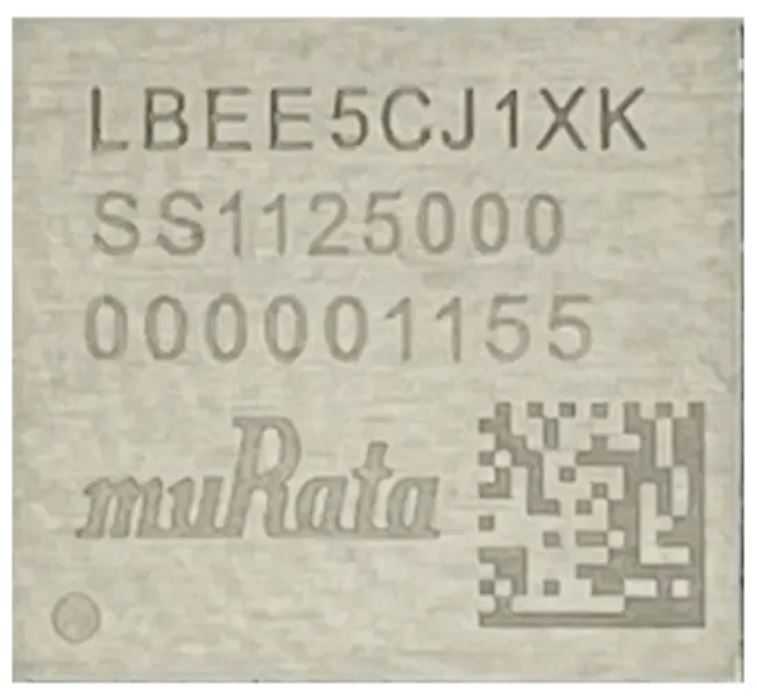 LBEE5CJ1XK
SS1125000
000001155
muRata